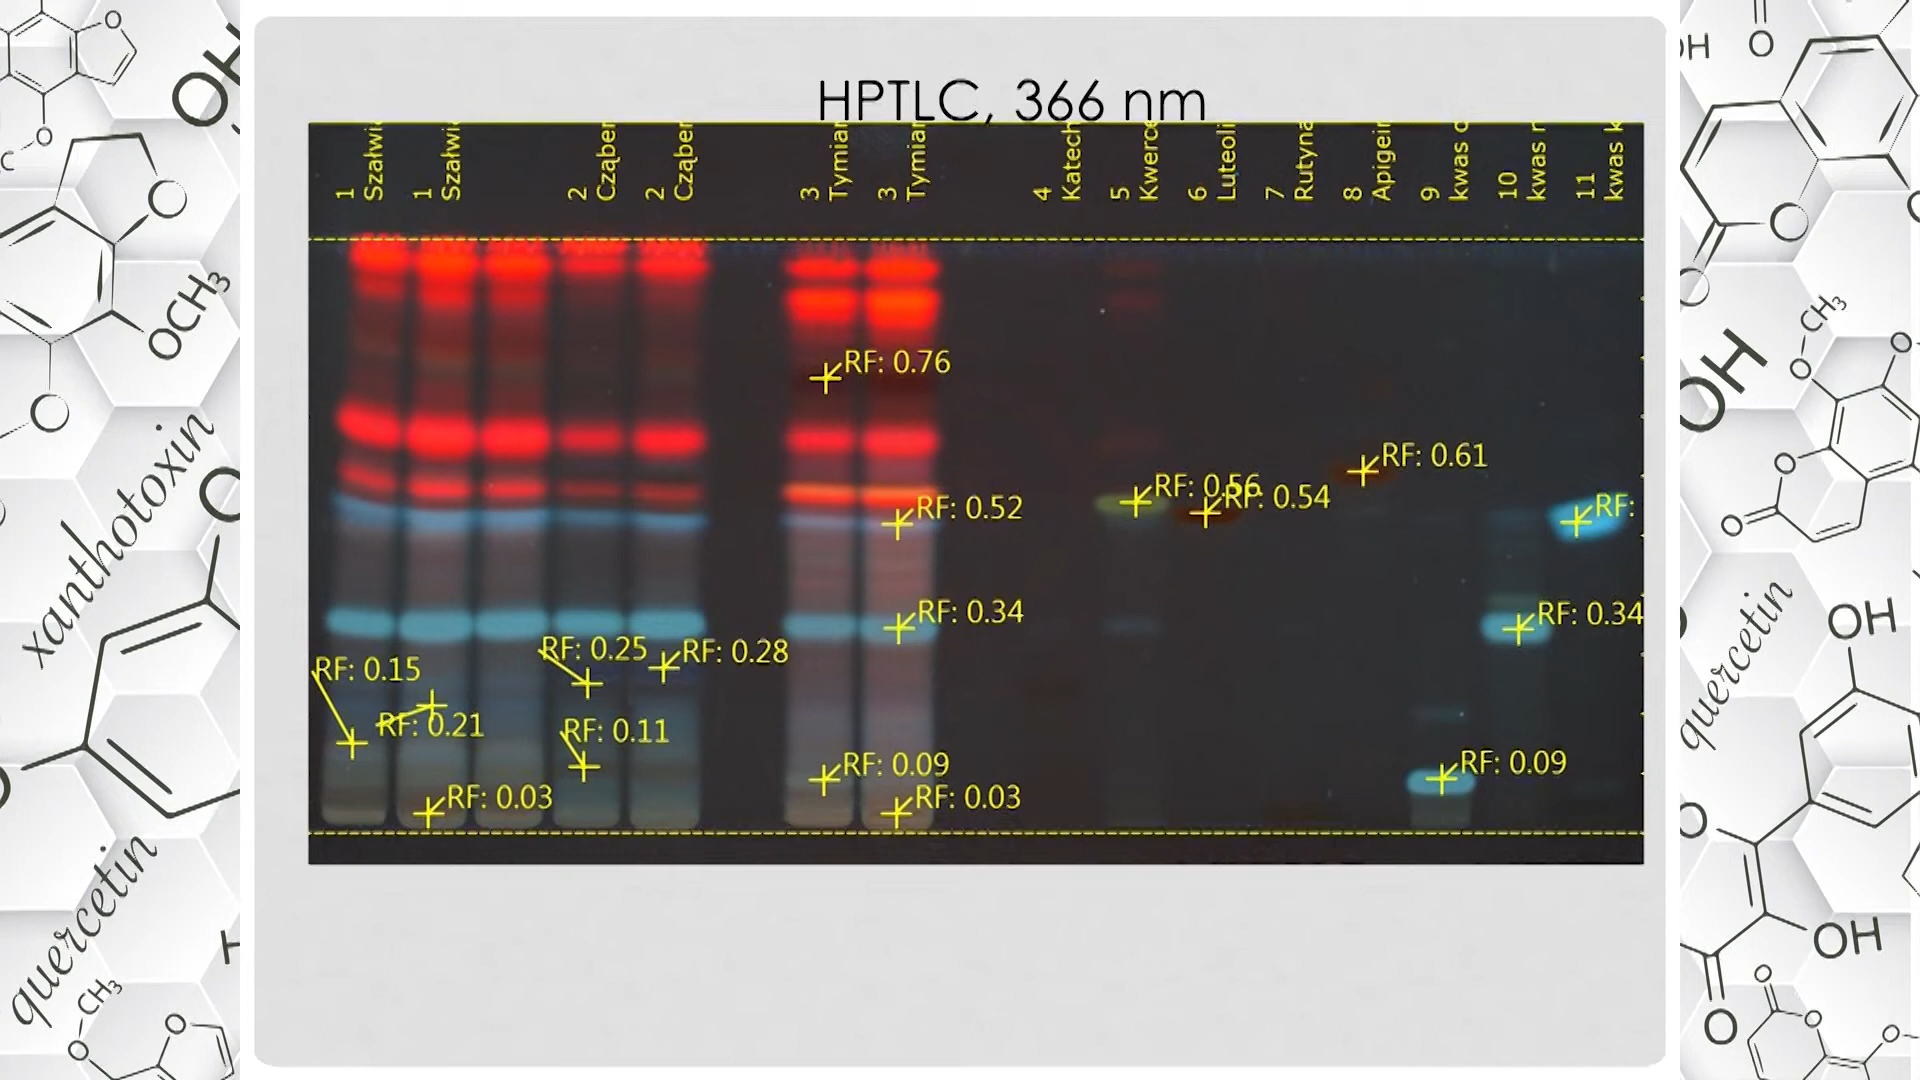 HPTLC, 366 nm
1 Szałwi
1 Szałwi
2 Cząber
2 Cząber
3 Tymian
3 Tymian
4 Katech
5 Kwerce
6 Luteoli
7 Rutyna
8 Apigein
9 kwas c
10 kwas r
11 kwas k
RF: 0.76
RF: 0.61
RF: 0.56
RF: 0.54
RF: 0.52
RF:
RF: 0.34
RF: 0.34
RF: 0.25
RF: 0.28
RF: 0.15
RF: 0.21
RF: 0.11
RF: 0.09
RF: 0.09
RF: 0.03
RF: 0.03
OH
OCH3
xanthotoxin
O
quercetin
CH3
O
OH
O
CH3
OH
O
quercetin
OH
O
OH
O